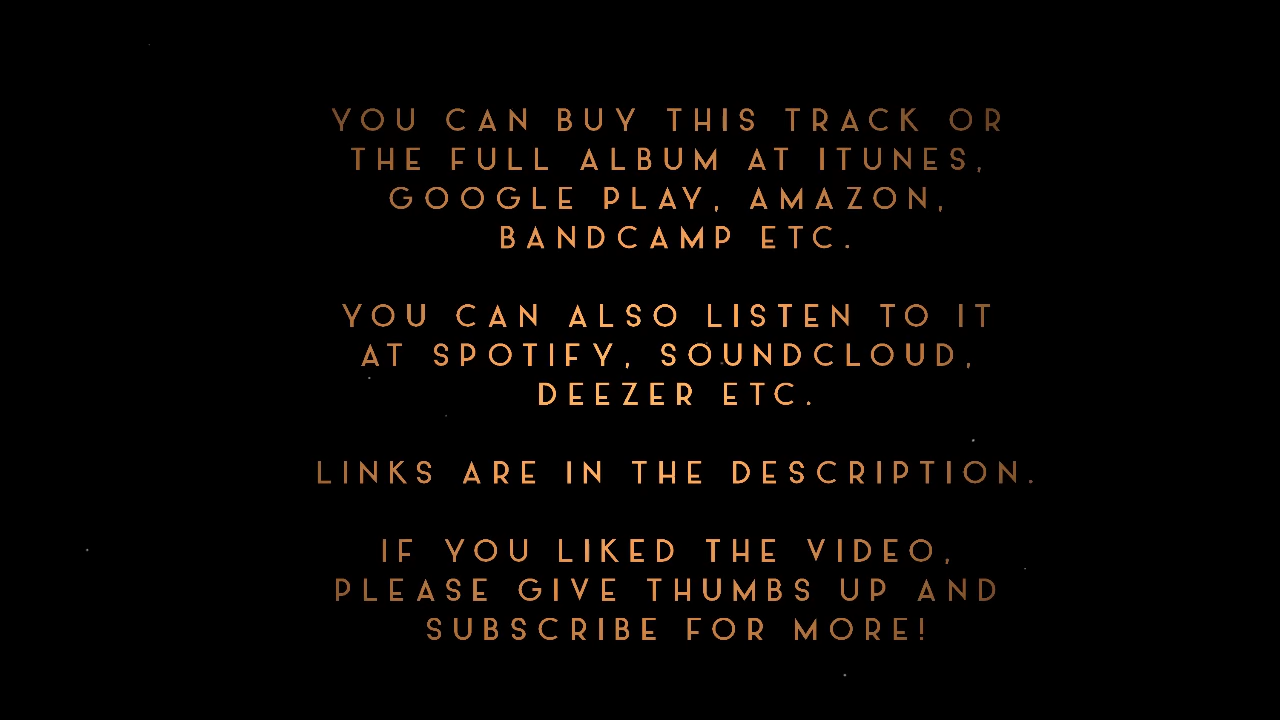 YOU CAN BUY THIS TRACK OR
THE FULL ALBUM AT ITUNES,
GOOGLE PLAY, AMAZON,
BANDCAMP ETC.
YOU CAN ALSO LISTEN TO IT
AT SPOTIFY, SOUNDCLOUD,
DEEZER ETC.
LINKS ARE IN THE DESCRIPTION.
IF YOU LIKED THE VIDEO,
PLEASE GIVE THUMBS UP AND
SUBSCRIBE FOR MORE!